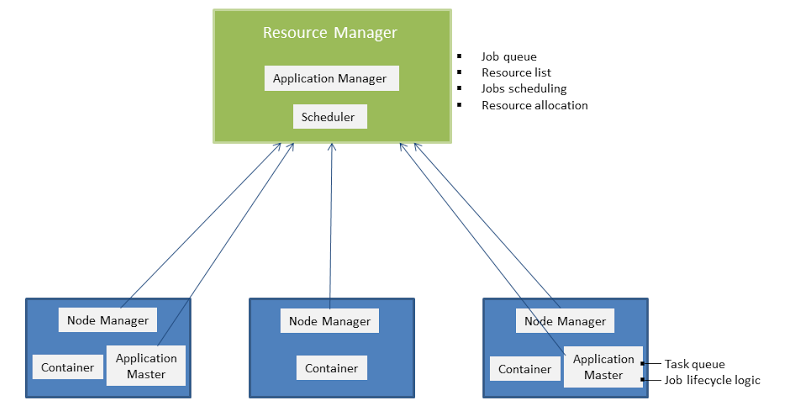 Resource Manager
Application Manager
Scheduler
Job queue
Resource list
Jobs scheduling
Resource allocation
Node Manager
Container
Application
Master
Node Manager
Container
Node Manager
Container
Application
Master
Task queue
Job lifecycle logic